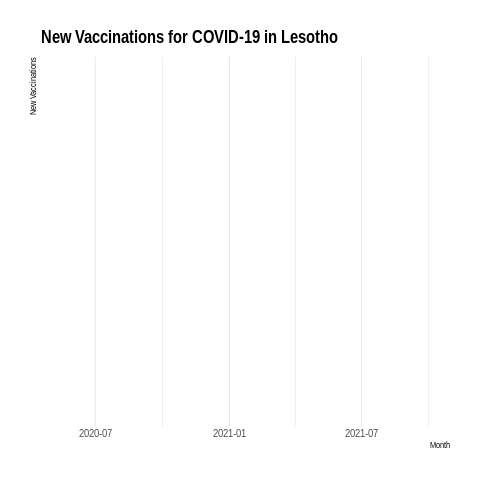 New Vaccinations for COVID-19 in Lesotho
New Vaccinations
2020-07
2021-01
2021-07
Month